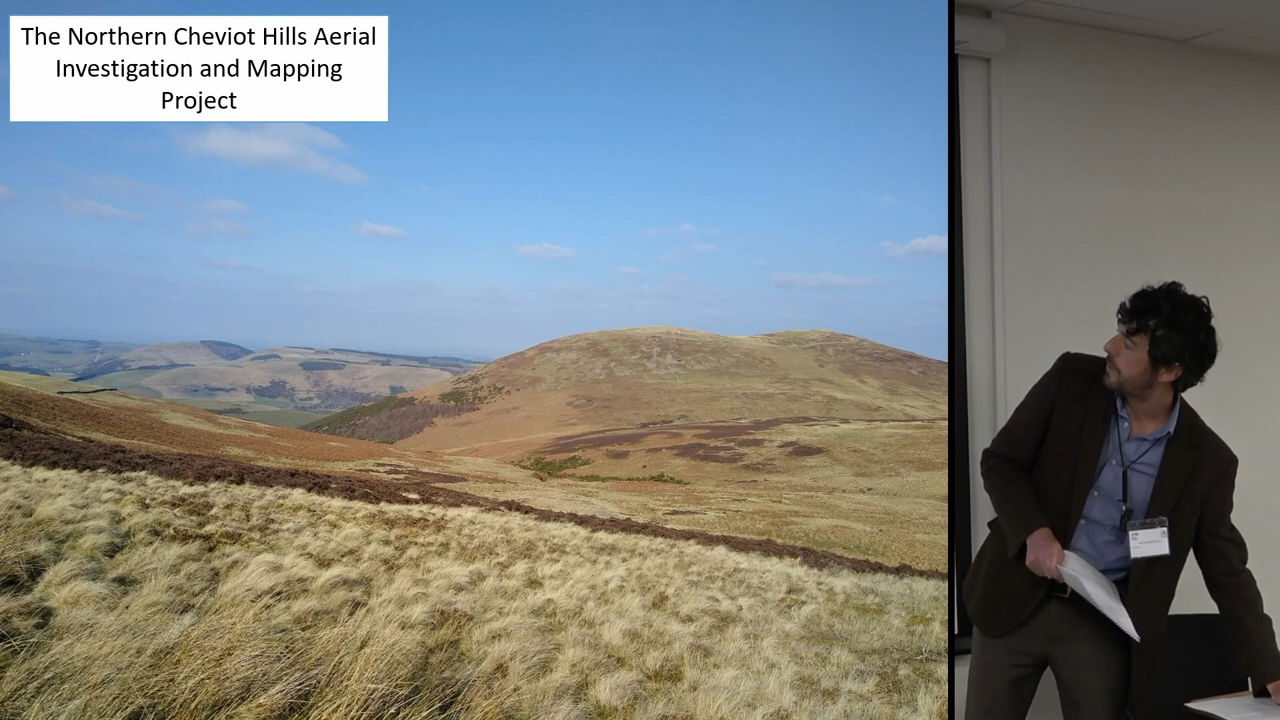 The Northern Cheviot Hills Aerial
Investigation and Mapping
Project